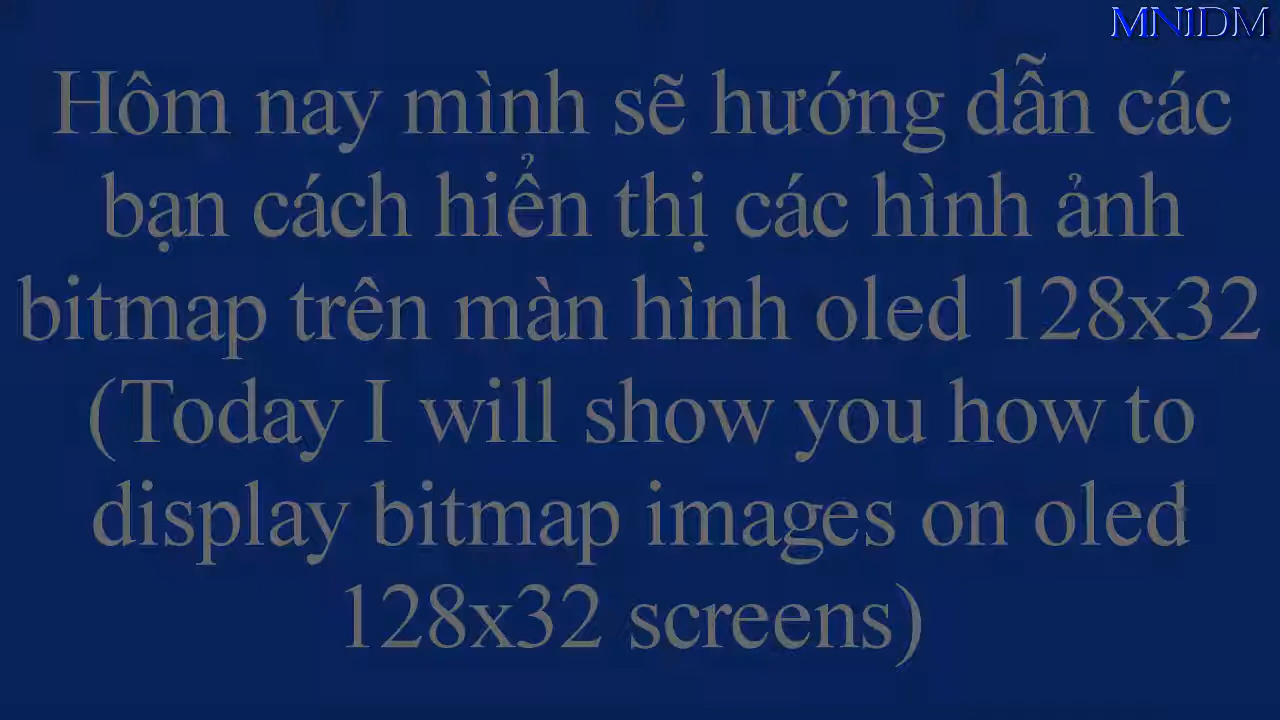 MNIDM
Hôm nay mình sẽ hướng dẫn các
bạn cách hiển thị các hình ảnh
bitmap trên màn hình oled 128x32
(Today I will show you how to
display bitmap images on oled
128x32 screens)